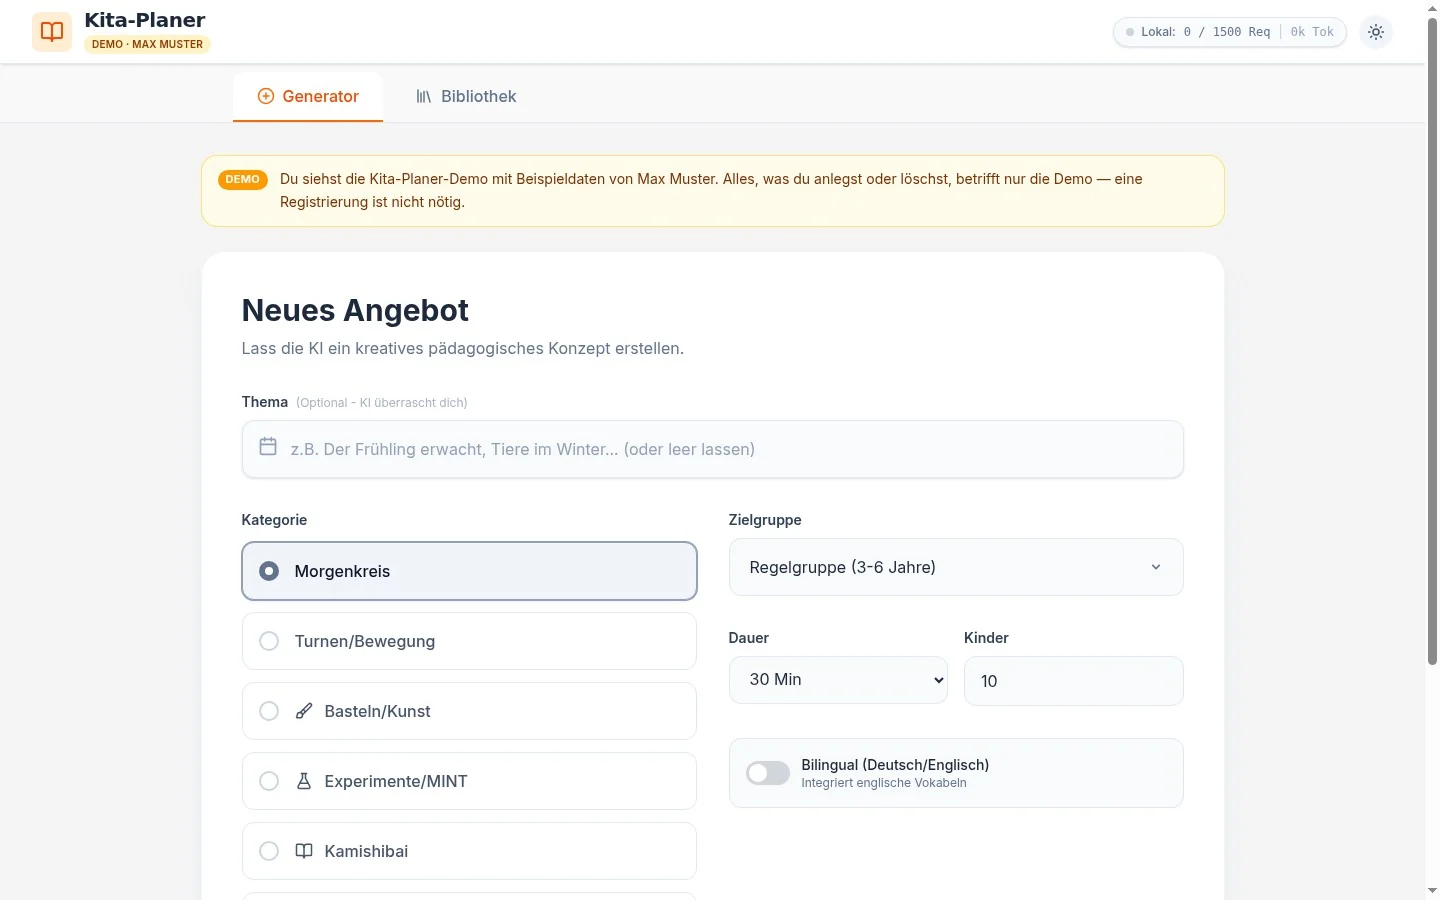 Kita-Planer
DEMO · MAX MUSTER
Lokal: 0 / 1500 Req | 0k Tok
Generator
Bibliothek
DEMO
Du siehst die Kita-Planer-Demo mit Beispieldaten von Max Muster. Alles, was du anlegst oder löschst, betrifft nur die Demo — eine
Registrierung ist nicht nötig.
Neues Angebot
Lass die KI ein kreatives pädagogisches Konzept erstellen.
Thema (Optional - KI überrascht dich)
z.B. Der Frühling erwacht, Tiere im Winter... (oder leer lassen)
Kategorie
Morgenkreis
Turnen/Bewegung
Basteln/Kunst
Experimente/MINT
Kamishibai
Zielgruppe
Regelgruppe (3-6 Jahre)
Dauer
30 Min
Kinder
10
Bilingual (Deutsch/Englisch)
Integriert englische Vokabeln